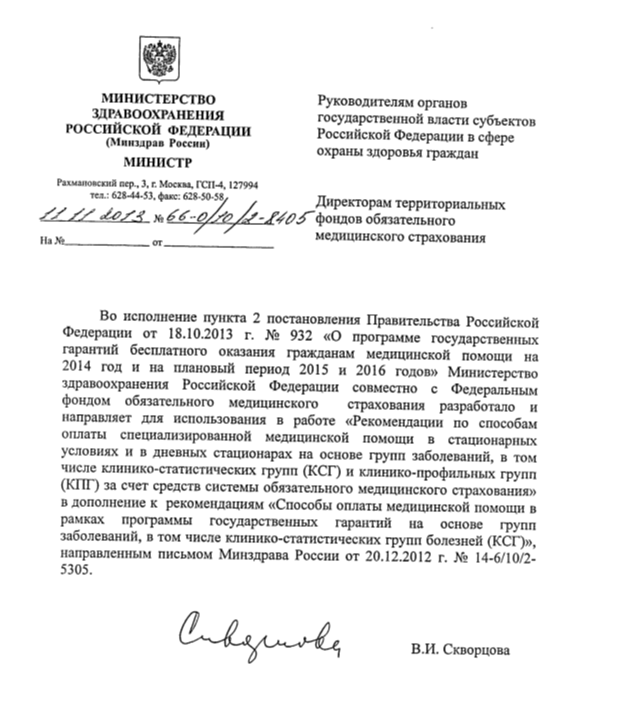 МИНИСТЕРСТВО
ЗДРАВООХРАНЕНИЯ
РОССИЙСКОЙ ФЕДЕРАЦИИ
(Минздрав России)
МИНИСТР
Рахмановский пер., 3, г. Москва, ГСП-4, 127994
тел.: 628-44-53, факс: 628-50-58
11 11 2013 № 66-0/10/2-8405
На №____________ от ____________
Руководителям органов
государственной власти субъектов
Российской Федерации в сфере
охраны здоровья граждан
Директорам территориальных
фондов обязательного
медицинского страхования
Во исполнение пункта 2 постановления Правительства Российской
Федерации от 18.10.2013 г. № 932 «О программе государственных
гарантий бесплатного оказания гражданам медицинской помощи на
2014 год и на плановый период 2015 и 2016 годов» Министерство
здравоохранения Российской Федерации совместно с Федеральным
фондом обязательного медицинского страхования разработало и
направляет для использования в работе «Рекомендации по способам
оплаты специализированной медицинской помощи в стационарных
условиях и в дневных стационарах на основе групп заболеваний, в том
числе клинико-статистических групп (КСГ) и клинико-профильных групп
(КПГ) за счет средств системы обязательного медицинского страхования»
в дополнение к рекомендациям «Способы оплаты медицинской помощи в
рамках программы государственных гарантий на основе групп
заболеваний, в том числе клинико-статистических групп болезней (КСГ)»,
направленным письмом Минздрава России от 20.12.2012 г. № 14-6/10/2-
5305.
В.И. Скворцова